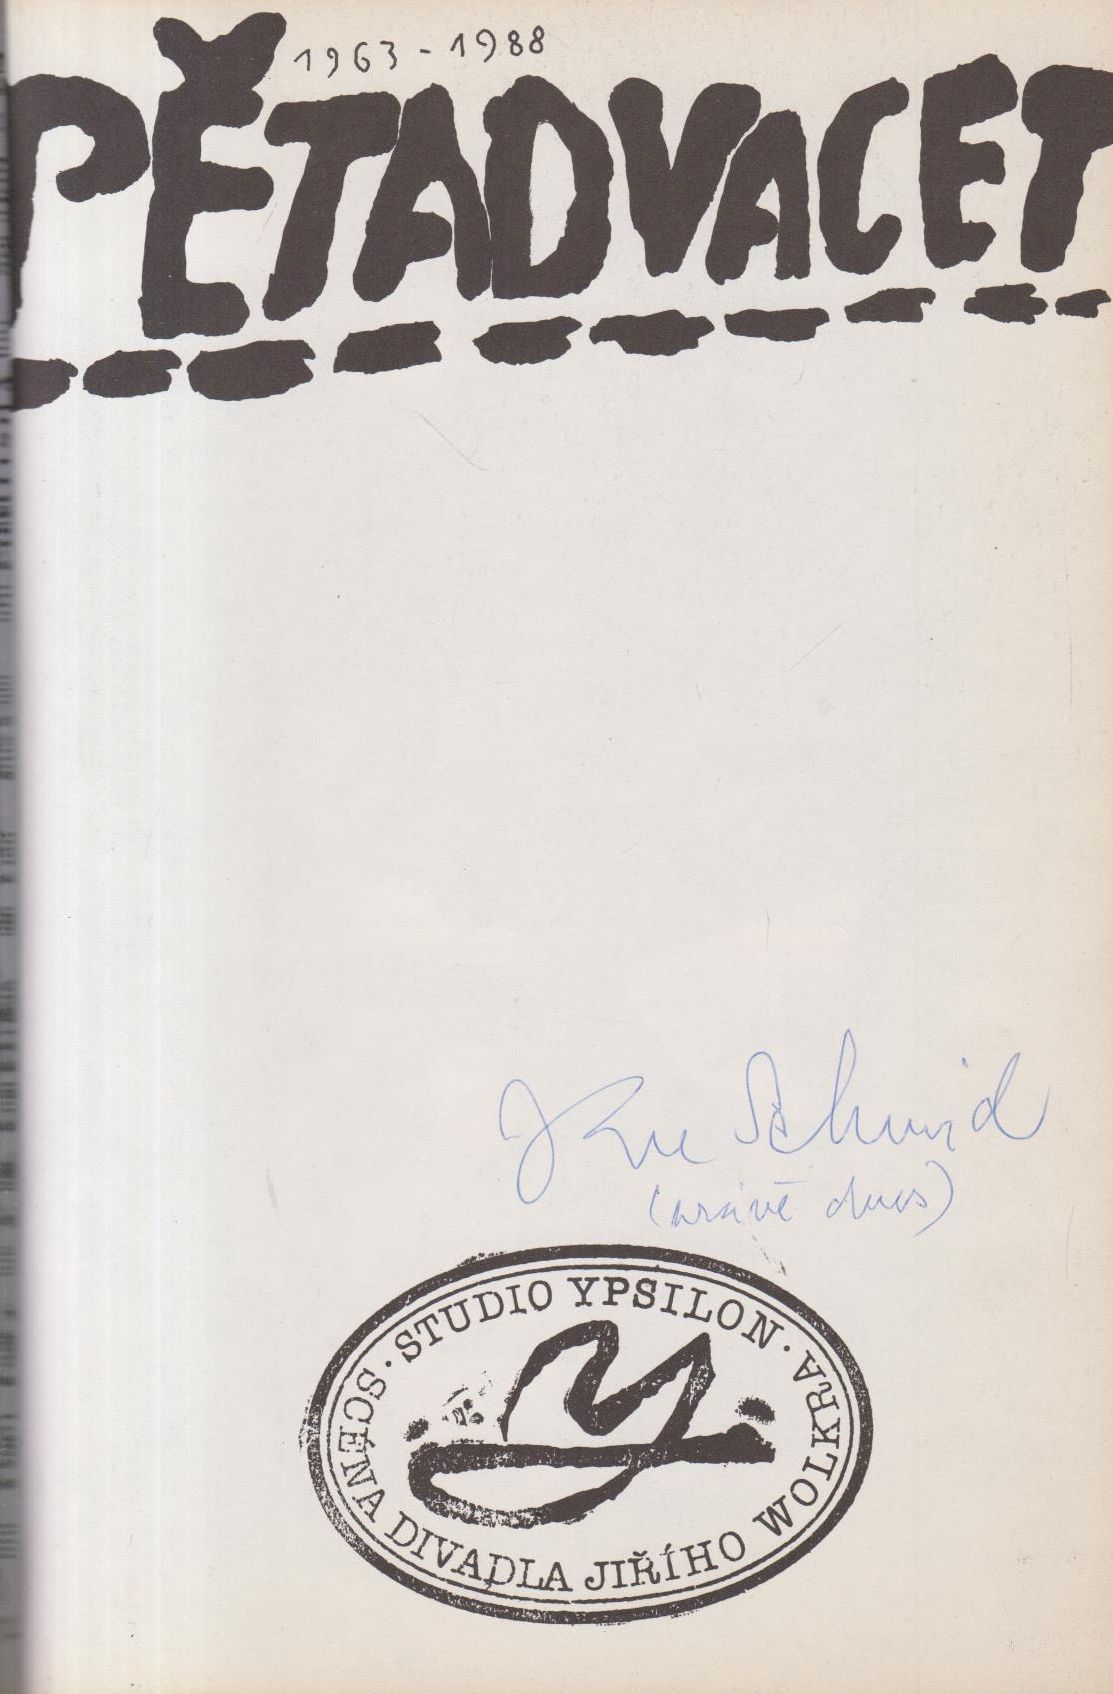 1963 - 1988
PĚTADVACET
Jan Schmid
(právě dnes)
· STUDIO YPSILON ·
SCÉNA DIVADLA JIŘÍHO WOLKRA